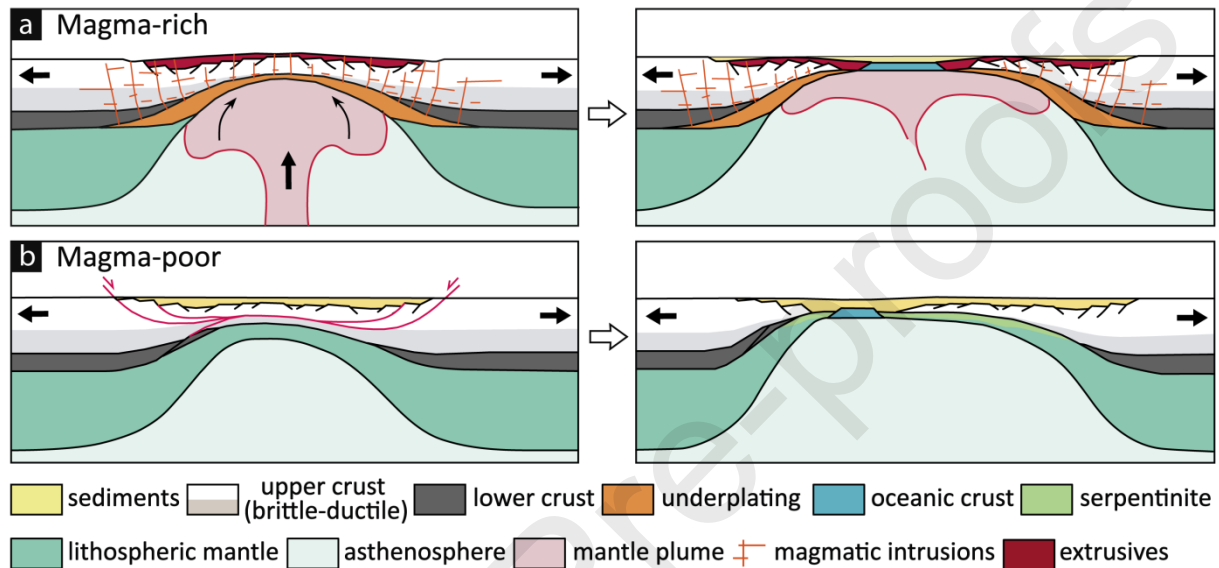 a Magma-rich
b Magma-poor
sediments upper crust (brittle-ductile) lower crust underplating oceanic crust serpentinite
lithospheric mantle asthenosphere mantle plume magmatic intrusions extrusives
Pre-proofs